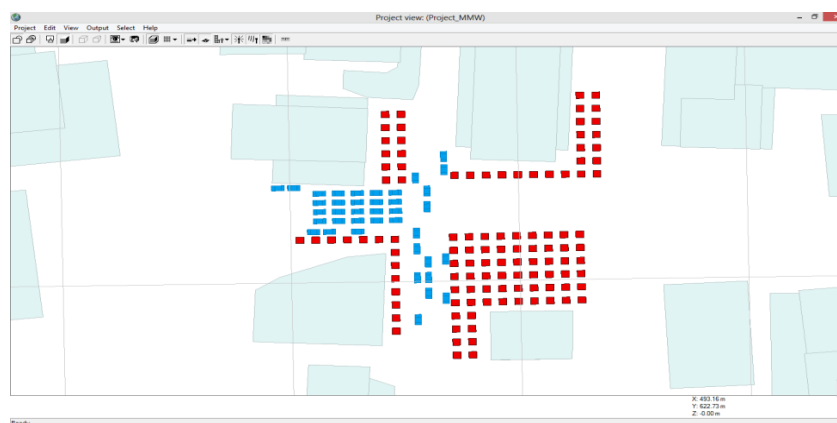 Project view: (Project_MMW)
Project Edit View Output Select Help
X: 493.16 m
Y: 622.73 m
Z: -0.00 m